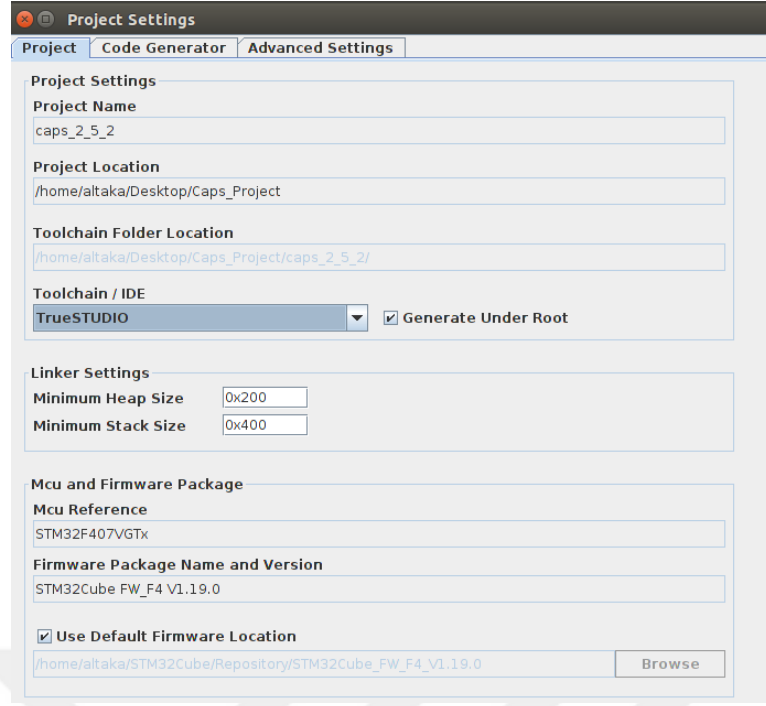 Project Settings
Project Code Generator Advanced Settings
Project Settings
Project Name
caps_2_5_2
Project Location
/home/altaka/Desktop/Caps_Project
Toolchain Folder Location
/home/altaka/Desktop/Caps_Project/caps_2_5_2/
Toolchain / IDE
TrueSTUDIO Generate Under Root
Linker Settings
Minimum Heap Size 0x200
Minimum Stack Size 0x400
Mcu and Firmware Package
Mcu Reference
STM32F407VGTx
Firmware Package Name and Version
STM32Cube FW_F4 V1.19.0
Use Default Firmware Location
/home/altaka/STM32Cube/Repository/STM32Cube_FW_F4_V1.19.0 Browse